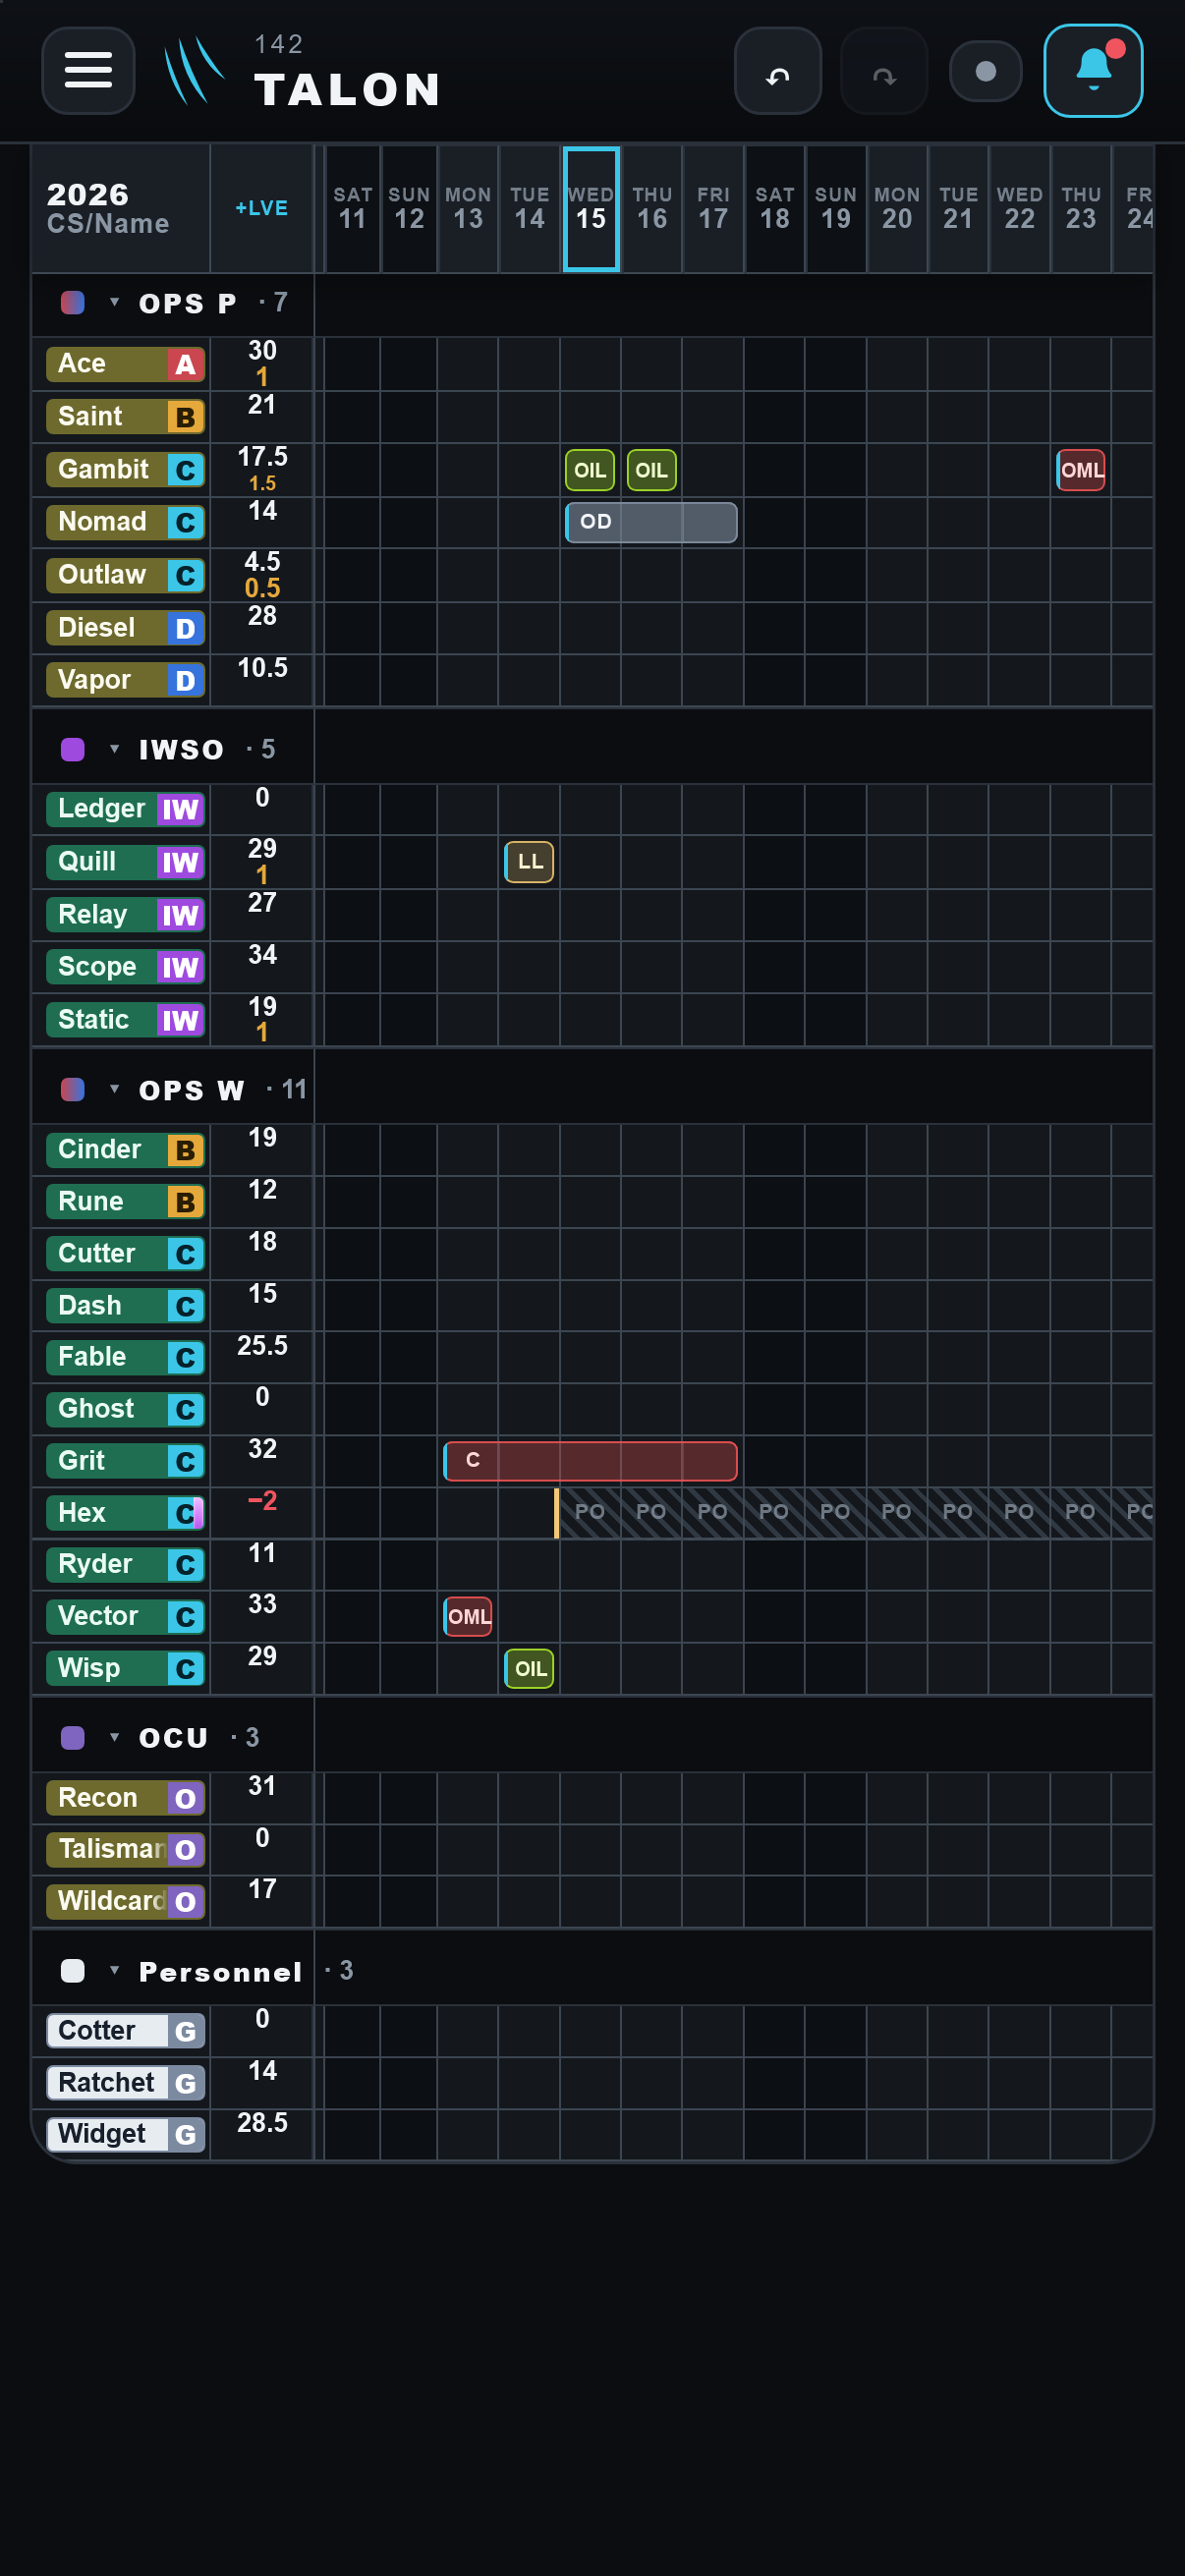 142
TALON
2026
CS/Name
+LVE
SAT 11 SUN 12 MON 13 TUE 14 WED 15 THU 16 FRI 17 SAT 18 SUN 19 MON 20 TUE 21 WED 22 THU 23 FR 24
OPS P · 7
Ace A 30
1
Saint B 21
Gambit C 17.5 OIL OIL OML
1.5
Nomad C 14 OD
Outlaw C 4.5
0.5
Diesel D 28
Vapor D 10.5
IWSO · 5
Ledger IW 0
Quill IW 29 LL
1
Relay IW 27
Scope IW 34
Static IW 19
1
OPS W · 11
Cinder B 19
Rune B 12
Cutter C 18
Dash C 15
Fable C 25.5
Ghost C 0
Grit C 32 C
Hex C −2 PO PO PO PO PO PO PO PO PO PO
Ryder C 11
Vector C 33 OML
Wisp C 29 OIL
OCU · 3
Recon O 31
Talisman O 0
Wildcard O 17
Personnel · 3
Cotter G 0
Ratchet G 14
Widget G 28.5